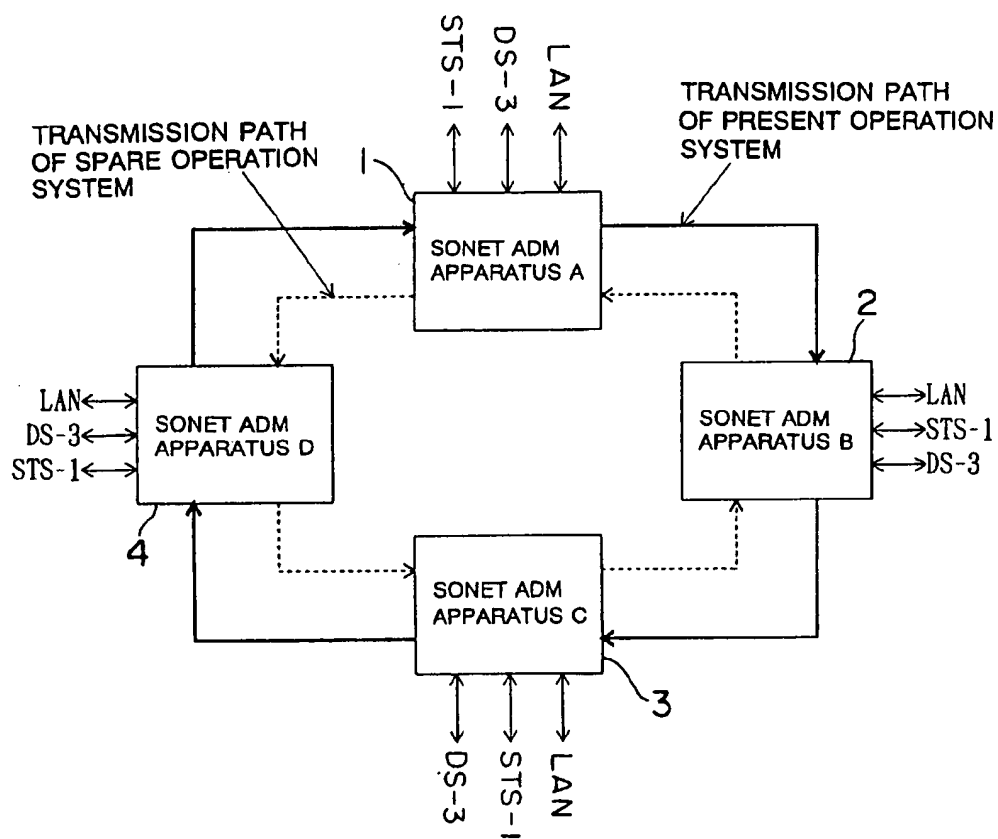 STS-1
DS-3
LAN
TRANSMISSION PATH
OF SPARE OPERATION
SYSTEM
TRANSMISSION PATH
OF PRESENT OPERATION
SYSTEM
1
SONET ADM
APPARATUS A
2
LAN
DS-3
STS-1
SONET ADM
APPARATUS D
SONET ADM
APPARATUS B
LAN
STS-1
DS-3
4
SONET ADM
APPARATUS C
3
DS-3
STS-1
LAN